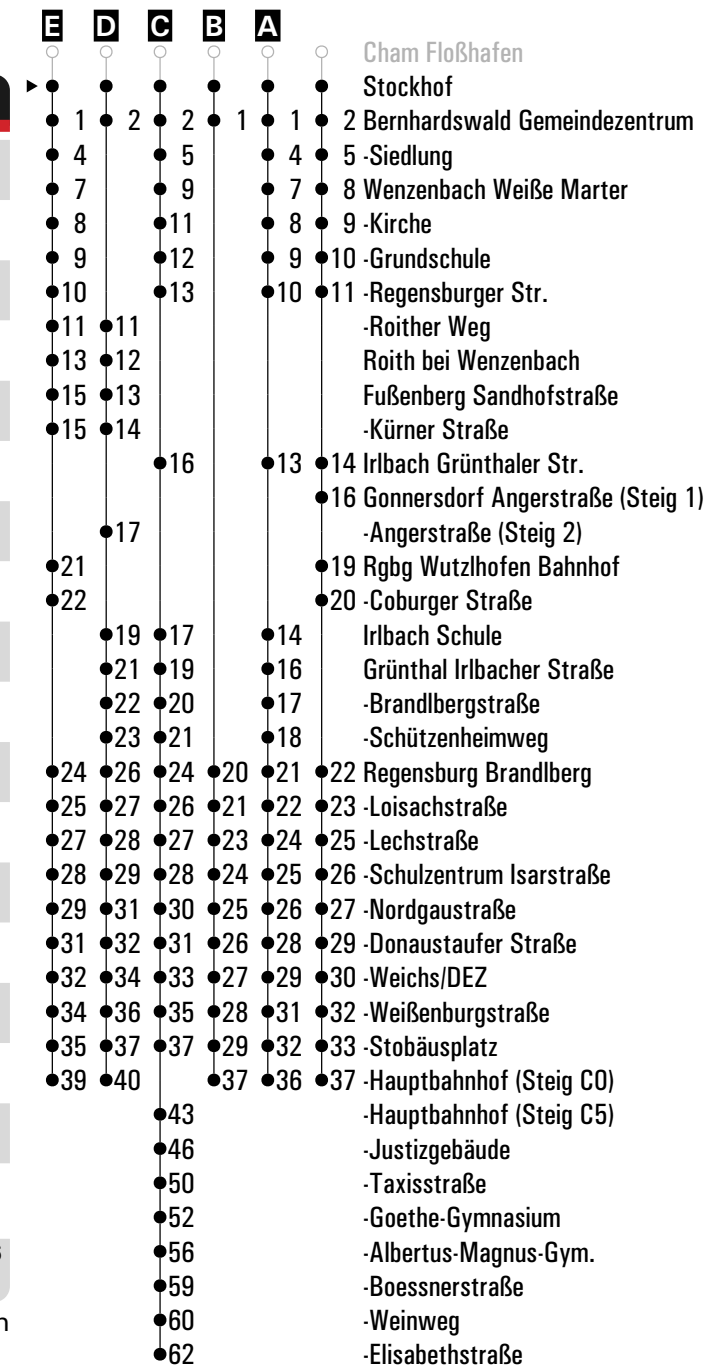 E D C B A
Cham Floßhafen
Stockhof
1 2 2 1 1 2 Bernhardswald Gemeindezentrum
4 5 4 5 -Siedlung
7 9 7 8 Wenzenbach Weiße Marter
8 11 8 9 -Kirche
9 12 9 10 -Grundschule
10 13 10 11 -Regensburger Str.
11 11 -Roither Weg
13 12 Roith bei Wenzenbach
15 13 Fußenberg Sandhofstraße
15 14 -Kürner Straße
16 13 14 Irlbach Grünthaler Str.
16 Gonnersdorf Angerstraße (Steig 1)
17 -Angerstraße (Steig 2)
21 19 Rgbg Wutzlhofen Bahnhof
22 20 -Coburger Straße
19 17 14 Irlbach Schule
21 19 16 Grünthal Irlbacher Straße
22 20 17 -Brandlbergstraße
23 21 18 -Schützenheimweg
24 26 24 20 21 22 Regensburg Brandlberg
25 27 26 21 22 23 -Loisachstraße
27 28 27 23 24 25 -Lechstraße
28 29 28 24 25 26 -Schulzentrum Isarstraße
29 31 30 25 26 27 -Nordgaustraße
31 32 31 26 28 29 -Donaustaufer Straße
32 34 33 27 29 30 -Weichs/DEZ
34 36 35 28 31 32 -Weißenburgstraße
35 37 37 29 32 33 -Stobäusplatz
39 40 37 36 37 -Hauptbahnhof (Steig C0)
43 -Hauptbahnhof (Steig C5)
46 -Justizgebäude
50 -Taxisstraße
52 -Goethe-Gymnasium
56 -Albertus-Magnus-Gym.
59 -Boessnerstraße
60 -Weinweg
62 -Elisabethstraße